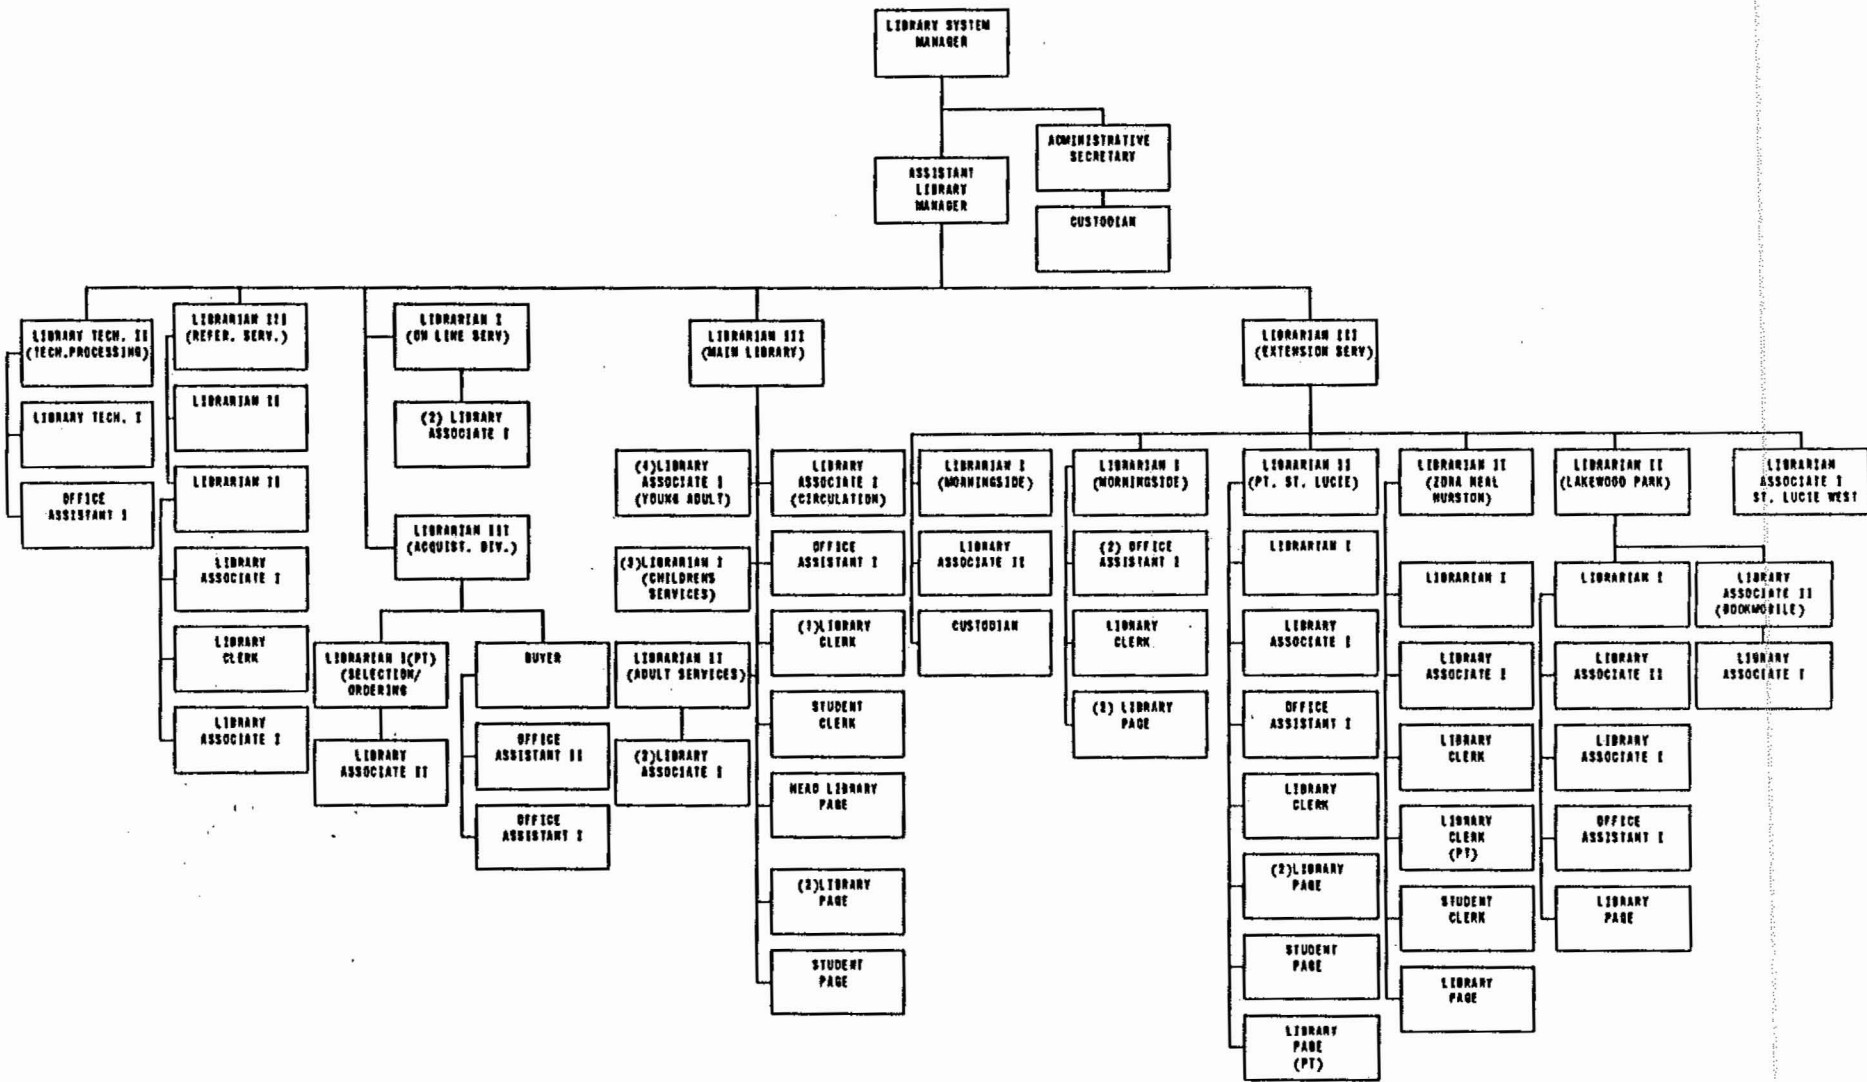 LIBRARY SYSTEM
MANAGER
ADMINISTRATIVE
SECRETARY
ASSISTANT
LIBRARY
MANAGER
CUSTODIAN
LIBRARY TECH. II
(TECH.PROCESSING)
LIBRARY TECH. I
OFFICE
ASSISTANT I
LIBRARIAN III
(REFER. SERV.)
LIBRARIAN II
LIBRARIAN II
LIBRARY
ASSOCIATE I
LIBRARY
CLERK
LIBRARY
ASSOCIATE I
LIBRARIAN I
(ON LINE SERV)
(2) LIBRARY
ASSOCIATE I
LIBRARIAN III
(ACQUIST. DIV.)
LIBRARIAN I(PT)
(SELECTION/
ORDERING
LIBRARY
ASSOCIATE II
BUYER
OFFICE
ASSISTANT II
OFFICE
ASSISTANT I
LIBRARIAN III
(MAIN LIBRARY)
(4)LIBRARY
ASSOCIATE I
(YOUNG ADULT)
LIBRARIAN I
(CHILDRENS
SERVICES)
LIBRARIAN II
(ADULT SERVICES)
LIBRARY
ASSOCIATE I
LIBRARY
ASSOCIATE I
(CIRCULATION)
OFFICE
ASSISTANT I
LIBRARY
CLERK
STUDENT
CLERK
HEAD LIBRARY
PAGE
(2)LIBRARY
PAGE
STUDENT
PAGE
LIBRARIAN III
(EXTENSION SERV)
LIBRARIAN I
(MORNINGSIDE)
LIBRARY
ASSOCIATE II
CUSTODIAN
LIBRARIAN I
(MORNINGSIDE)
(2) OFFICE
ASSISTANT I
LIBRARY
CLERK
LIBRARY
PAGE
LIBRARIAN II
(PT. ST. LUCIE)
LIBRARIAN I
LIBRARY
ASSOCIATE I
OFFICE
ASSISTANT I
LIBRARY
CLERK
(2)LIBRARY
PAGE
STUDENT
PAGE
LIBRARY
PAGE
(PT)
LIBRARIAN II
(ZORA NEAL
HURSTON)
LIBRARIAN I
LIBRARY
ASSOCIATE I
LIBRARY
CLERK
LIBRARY
CLERK
(PT)
STUDENT
CLERK
LIBRARY
PAGE
LIBRARIAN II
(LAKEWOOD PARK)
LIBRARIAN I
LIBRARY
ASSOCIATE II
LIBRARY
ASSOCIATE I
OFFICE
ASSISTANT I
LIBRARY
PAGE
LIBRARY
ASSOCIATE II
(BOOKMOBILE)
LIBRARY
ASSOCIATE I
LIBRARIAN
ASSOCIATE I
ST. LUCIE WEST